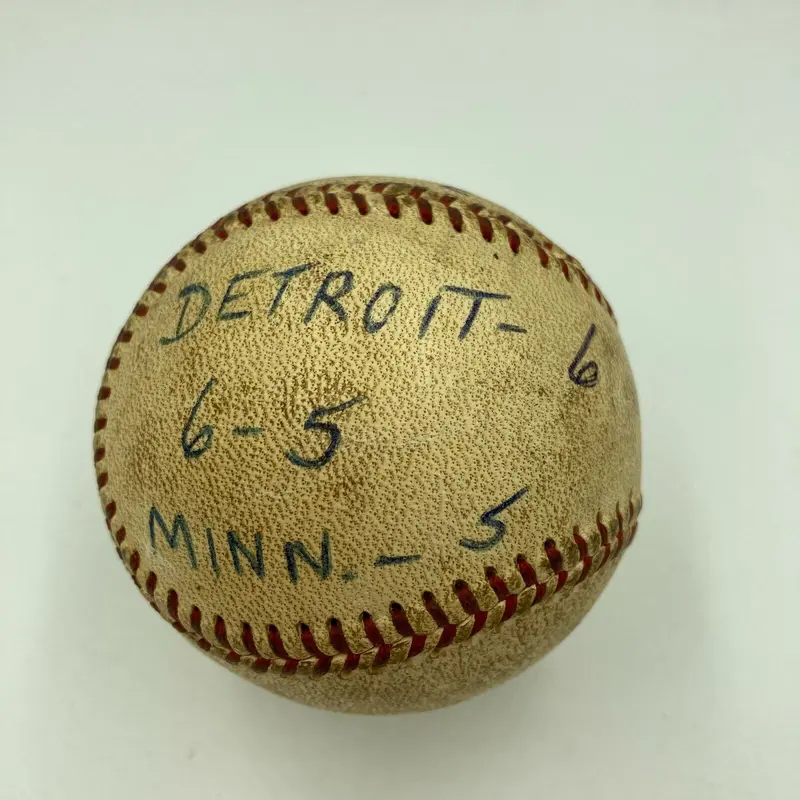 DETROIT - 6
6-5
MINN. - 5